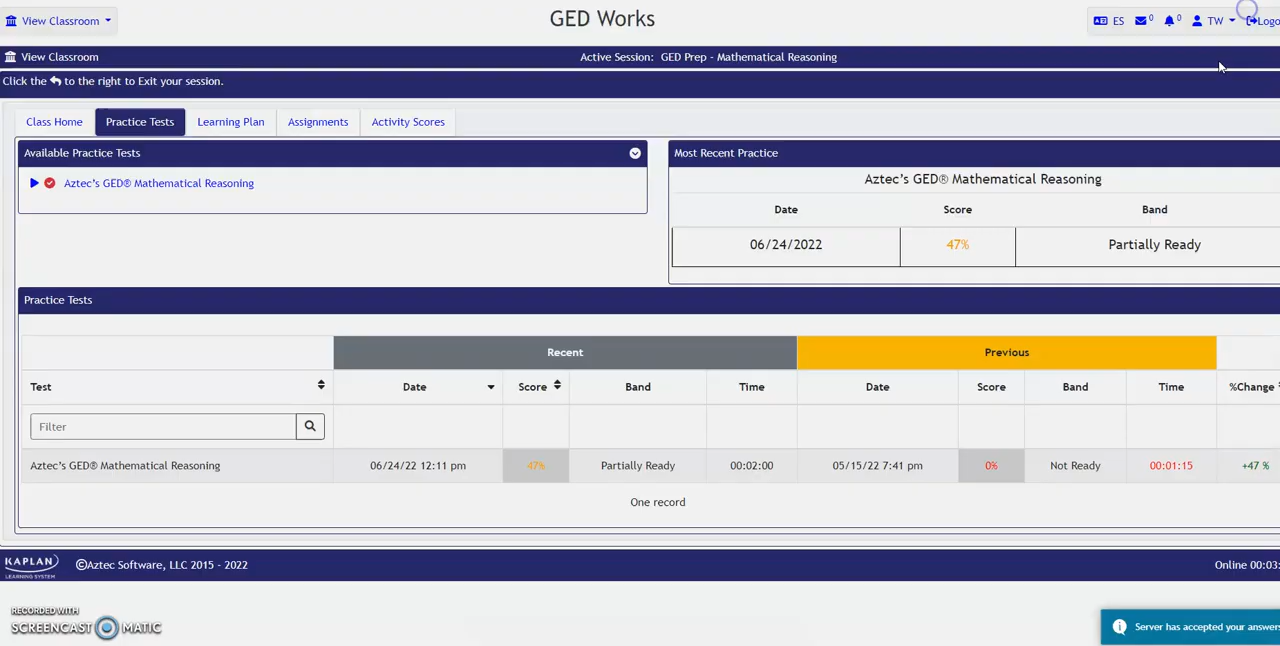 View Classroom
GED Works
ES 0 0 TW Logo
View Classroom
Active Session: GED Prep - Mathematical Reasoning
Click the to the right to Exit your session.
Class Home Practice Tests Learning Plan Assignments Activity Scores
Available Practice Tests
Aztec’s GED® Mathematical Reasoning
Most Recent Practice
Aztec’s GED® Mathematical Reasoning
Date Score Band
06/24/2022 47% Partially Ready
Practice Tests
Recent Previous
Test Date Score Band Time Date Score Band Time %Change
Filter
Aztec’s GED® Mathematical Reasoning 06/24/22 12:11 pm 47% Partially Ready 00:02:00 05/15/22 7:41 pm 0% Not Ready 00:01:15 +47 %
One record
KAPLAN
LEARNING SYSTEM
©Aztec Software, LLC 2015 - 2022
Online 00:03:
RECORDED WITH
SCREENCAST MATIC
Server has accepted your answers